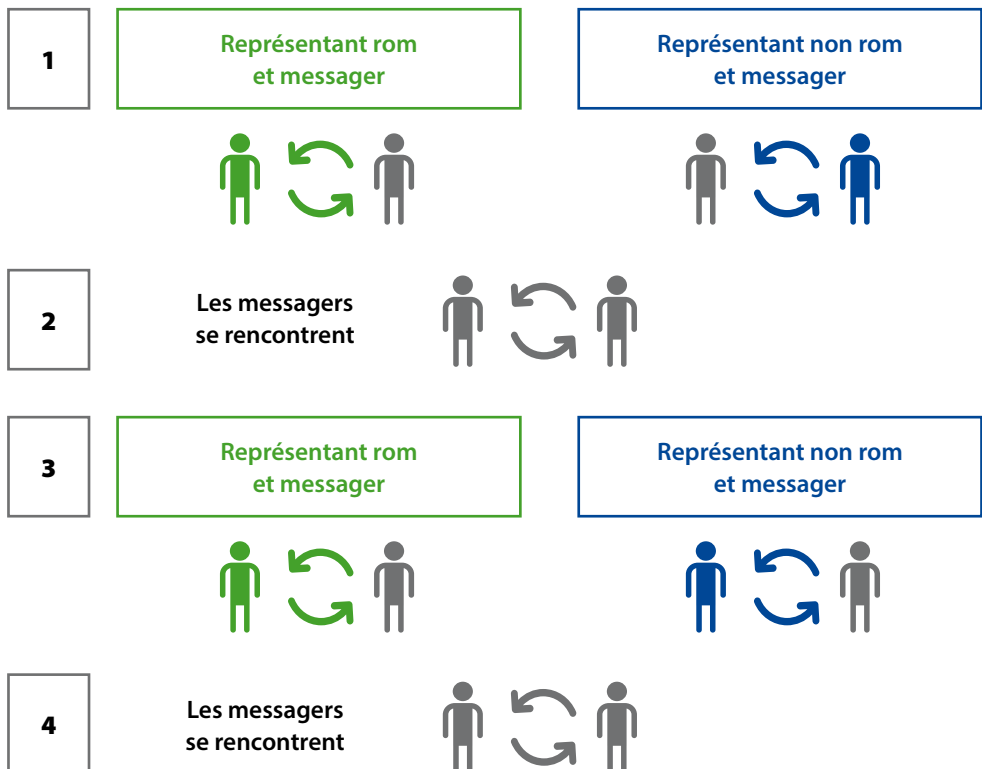 1
Représentant rom
et messager
Représentant non rom
et messager
2
Les messagers
se rencontrent
3
Représentant rom
et messager
Représentant non rom
et messager
4
Les messagers
se rencontrent